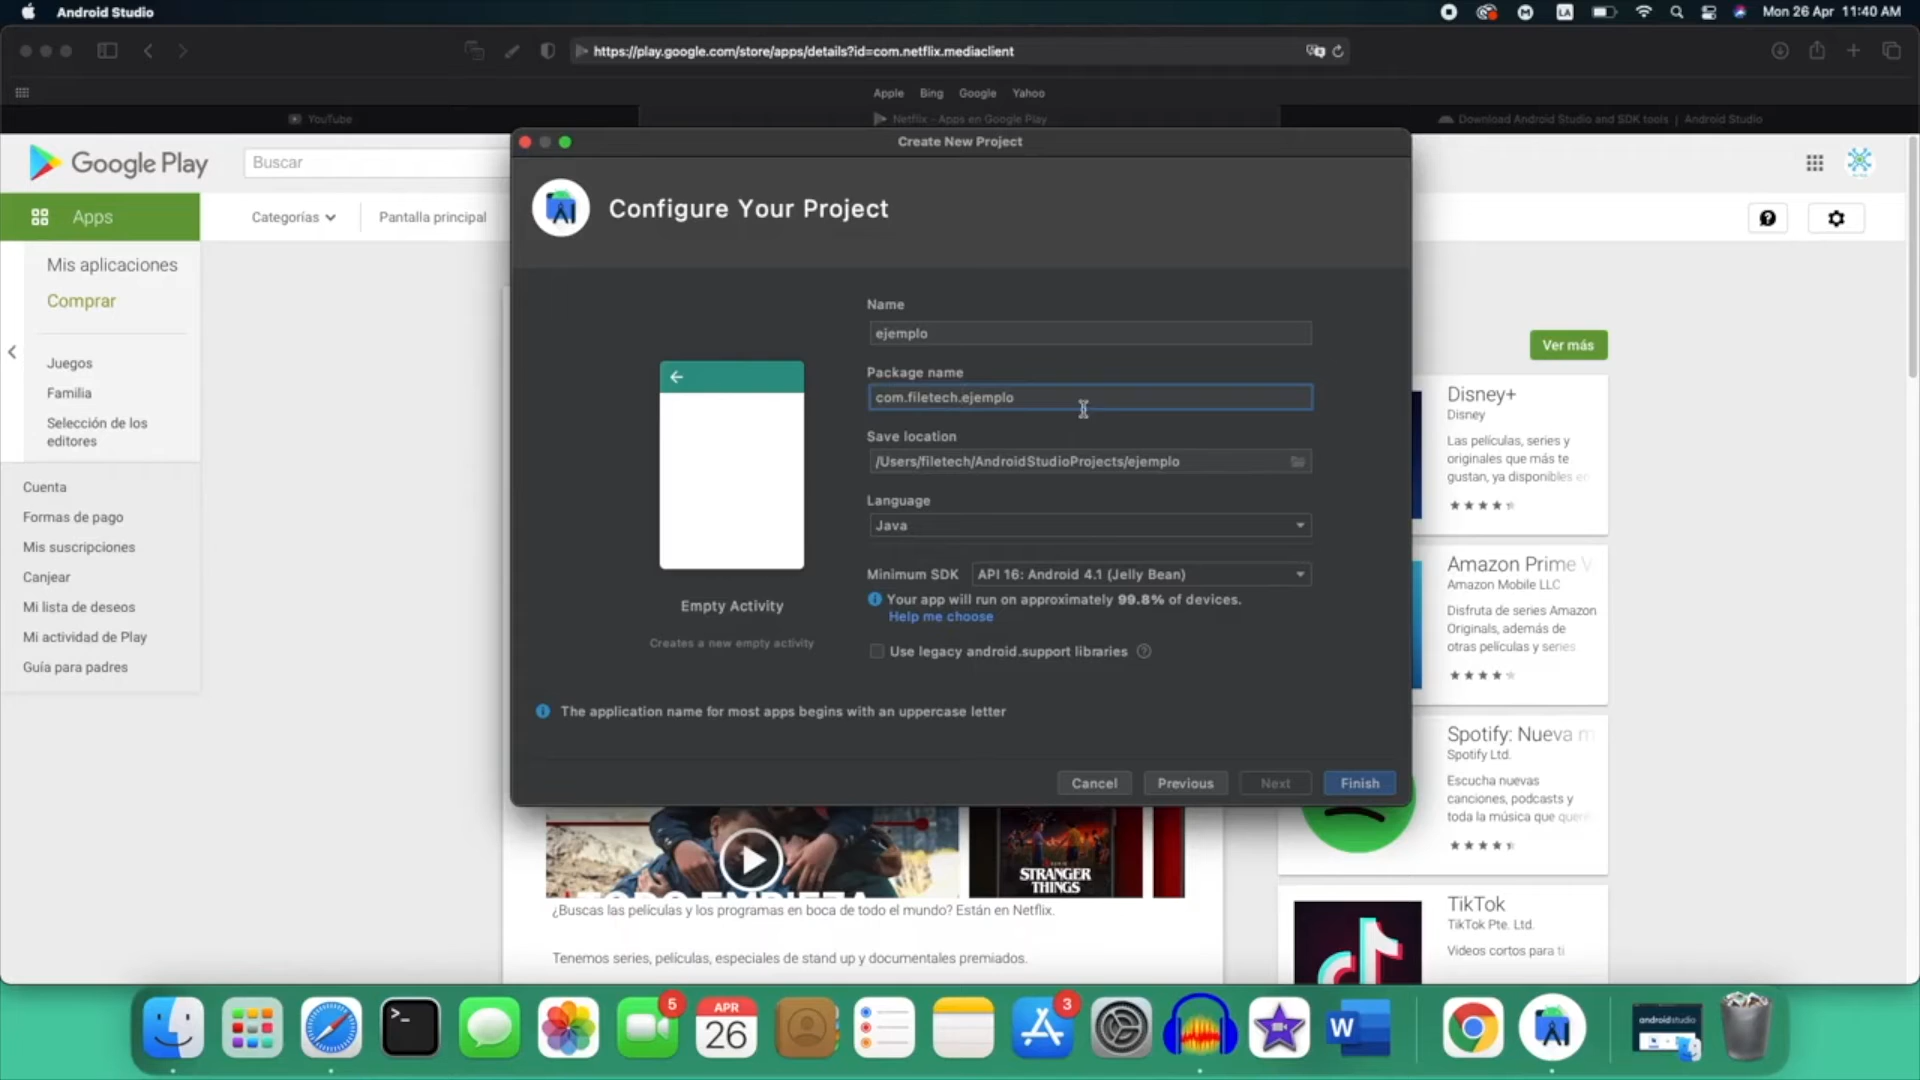 Android Studio
LA
Mon 26 Apr 11:40 AM
https://play.google.com/store/apps/details?id=com.netflix.mediaclient
Apple Bing Google Yahoo
YouTube
Netflix - Apps en Google Play
Download Android Studio and SDK tools | Android Studio
Google Play
Buscar
Apps
Categorías
Pantalla principal
Mis aplicaciones
Comprar
Juegos
Familia
Selección de los
editores
Cuenta
Formas de pago
Mis suscripciones
Canjear
Mi lista de deseos
Mi actividad de Play
Guía para padres
Create New Project
Configure Your Project
Name
ejemplo
Package name
com.filetech.ejemplo
Save location
/Users/filetech/AndroidStudioProjects/ejemplo
Language
Java
Minimum SDK API 16: Android 4.1 (Jelly Bean)
Your app will run on approximately 99.8% of devices.
Help me choose
Use legacy android.support libraries
Empty Activity
Creates a new empty activity
The application name for most apps begins with an uppercase letter
Cancel
Previous
Next
Finish
Ver más
Disney+
Disney
Las películas, series y
originales que más te
gustan, ya disponibles en
Amazon Prime V
Amazon Mobile LLC
Disfruta de series Amazon
Originals, además de
otras películas y series
Spotify: Nueva m
Spotify Ltd.
Escucha nuevas
canciones, podcasts y
toda la música que
TikTok
TikTok Pte. Ltd.
Videos cortos para ti
STRANGER
THINGS
¿Buscas las películas y los programas en boca de todo el mundo? Están en Netflix.
Tenemos series, películas, especiales de stand up y documentales premiados.
5
APR
26
3
W
androidstudio